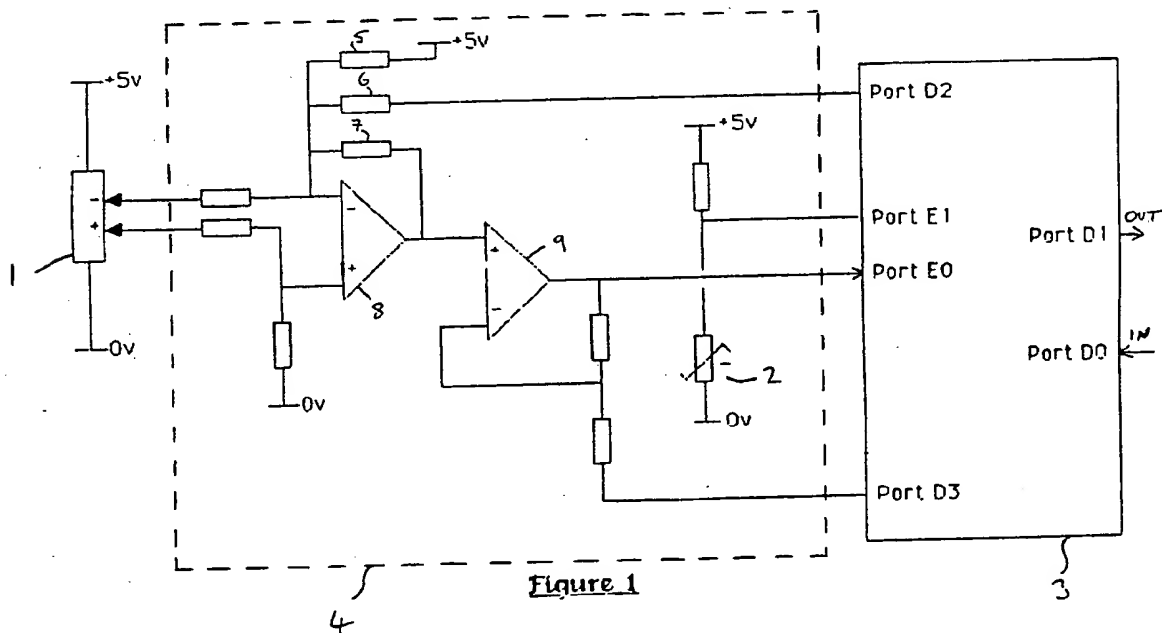 5
+5v
+5v
6
Port D2
7
+5v
-
+
-
+
Port E1
OUT
Port D1
1
9
+
-
8
Port E0
IN
Port D0
2
0v
0v
0v
Port D3
Figure 1
4
3